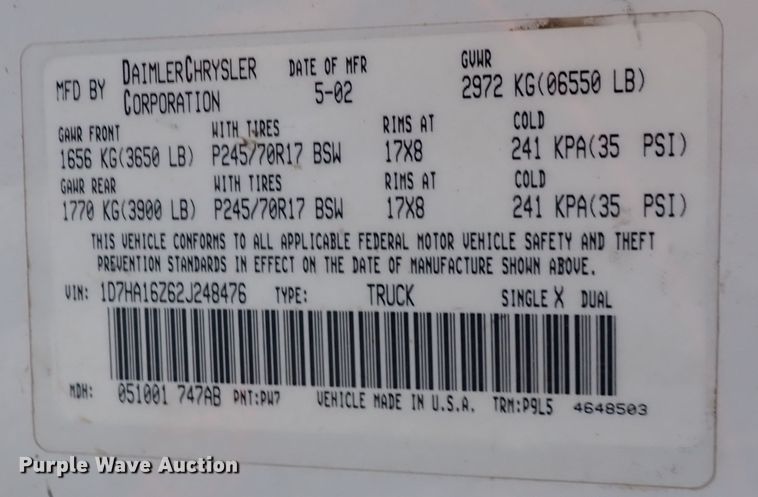 MFD BY DAIMLERCHRYSLER CORPORATION DATE OF MFR 5-02 GVWR 2972 KG(06550 LB)
GAWR FRONT WITH TIRES RIMS AT COLD
1656 KG(3650 LB) P245/70R17 BSW 17X8 241 KPA(35 PSI)
GAWR REAR WITH TIRES RIMS AT COLD
1770 KG(3900 LB) P245/70R17 BSW 17X8 241 KPA(35 PSI)
THIS VEHICLE CONFORMS TO ALL APPLICABLE FEDERAL MOTOR VEHICLE SAFETY AND THEFT
PREVENTION STANDARDS IN EFFECT ON THE DATE OF MANUFACTURE SHOWN ABOVE.
VIN: 1D7HA16Z62J248476 TYPE: TRUCK SINGLE X DUAL
MDH: 051001 747AB PNT:PW7 VEHICLE MADE IN U.S.A. TRM:P9L5 4648503
Purple Wave Auction